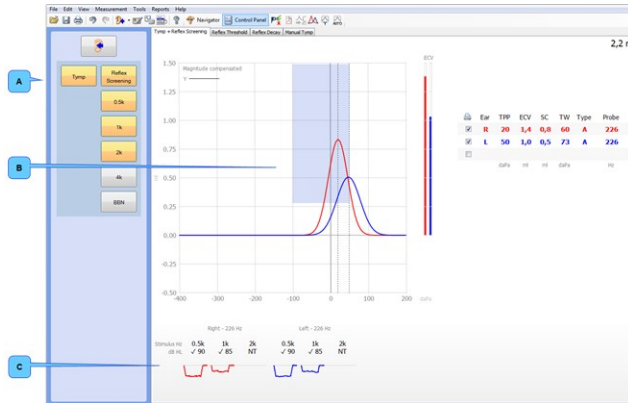 File Edit View Measurement Tools Reports Help
Navigator Control Panel
Tymp + Reflex Screening Reflex Threshold Reflex Decay Manual Tymp
2,2 m
A
Tymp
Reflex Screening
0.5k
1k
2k
4k
BBN
B
C
Magnitude compensated
Y
1.50
1.25
1.00
0.75
0.50
0.25
0.00
-0.25
-0.50
-400 -300 -200 -100 0 100 200 daPa
ECV
Ear TPP ECV SC TW Type Probe
R 20 1,4 0,8 60 A 226
L 50 1,0 0,5 73 A 226
daPa ml ml daPa Hz
Right - 226 Hz Left - 226 Hz
Stimulus Hz 0.5k 1k 2k 0.5k 1k 2k
dB HL ✓ 90 ✓ 85 NT ✓ 90 ✓ 85 NT